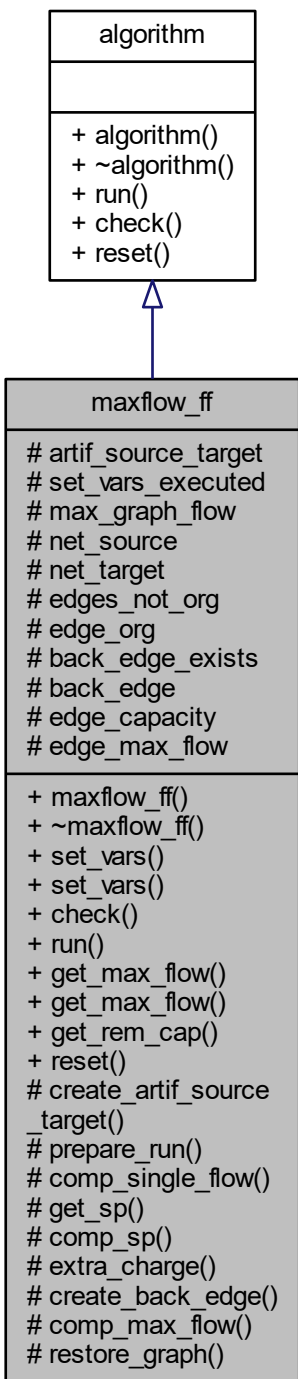 algorithm
+ algorithm()
+ ~algorithm()
+ run()
+ check()
+ reset()
maxflow_ff
# artif_source_target
# set_vars_executed
# max_graph_flow
# net_source
# net_target
# edges_not_org
# edge_org
# back_edge_exists
# back_edge
# edge_capacity
# edge_max_flow
+ maxflow_ff()
+ ~maxflow_ff()
+ set_vars()
+ set_vars()
+ check()
+ run()
+ get_max_flow()
+ get_max_flow()
+ get_rem_cap()
+ reset()
# create_artif_source
_target()
# prepare_run()
# comp_single_flow()
# get_sp()
# comp_sp()
# extra_charge()
# create_back_edge()
# comp_max_flow()
# restore_graph()